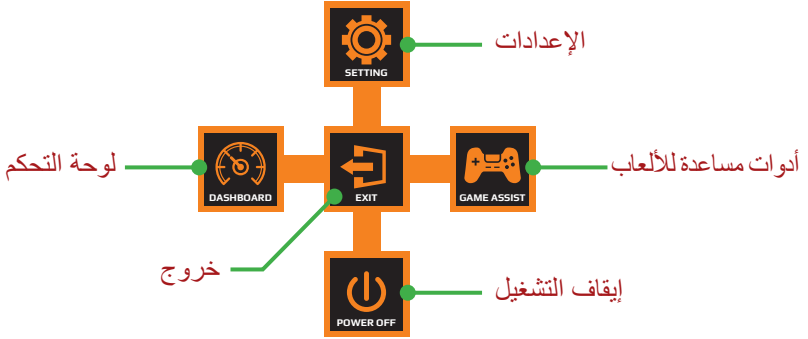 الإعدادات
SETTING
أدوات مساعدة للألعاب
GAME ASSIST
EXIT
DASHBOARD
لوحة التحكم
خروج
إيقاف التشغيل
POWER OFF